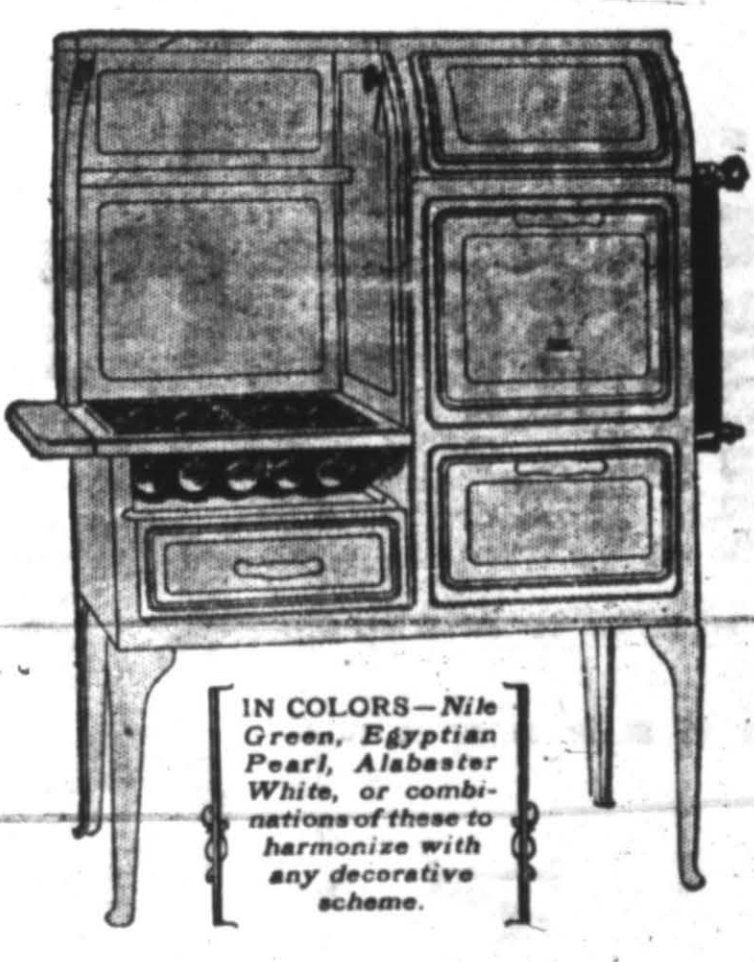 IN COLORS—Nile
Green, Egyptian
Pearl, Alabaster
White, or combi-
nations of these to
harmonize with
any decorative
scheme.